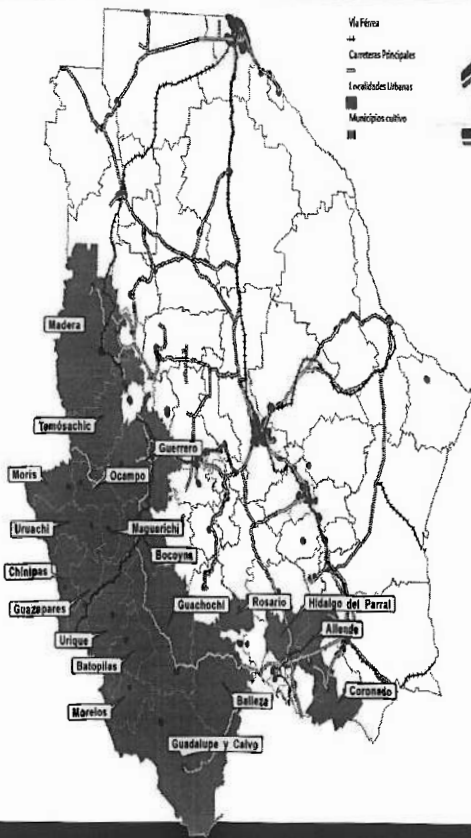 Vía Férrea
Carreteras Principales
Localidades Urbanas
Municipios cultivo
Madera
Temósachic
Guerrero
Moris
Ocampo
Uruachi
Maguarichi
Chinipas
Bocoyna
Guazapares
Guachochi
Rosario
Hidalgo del Parral
Urique
Allende
Batopilas
Balleza
Coronado
Morelos
Guadalupe y Calvo